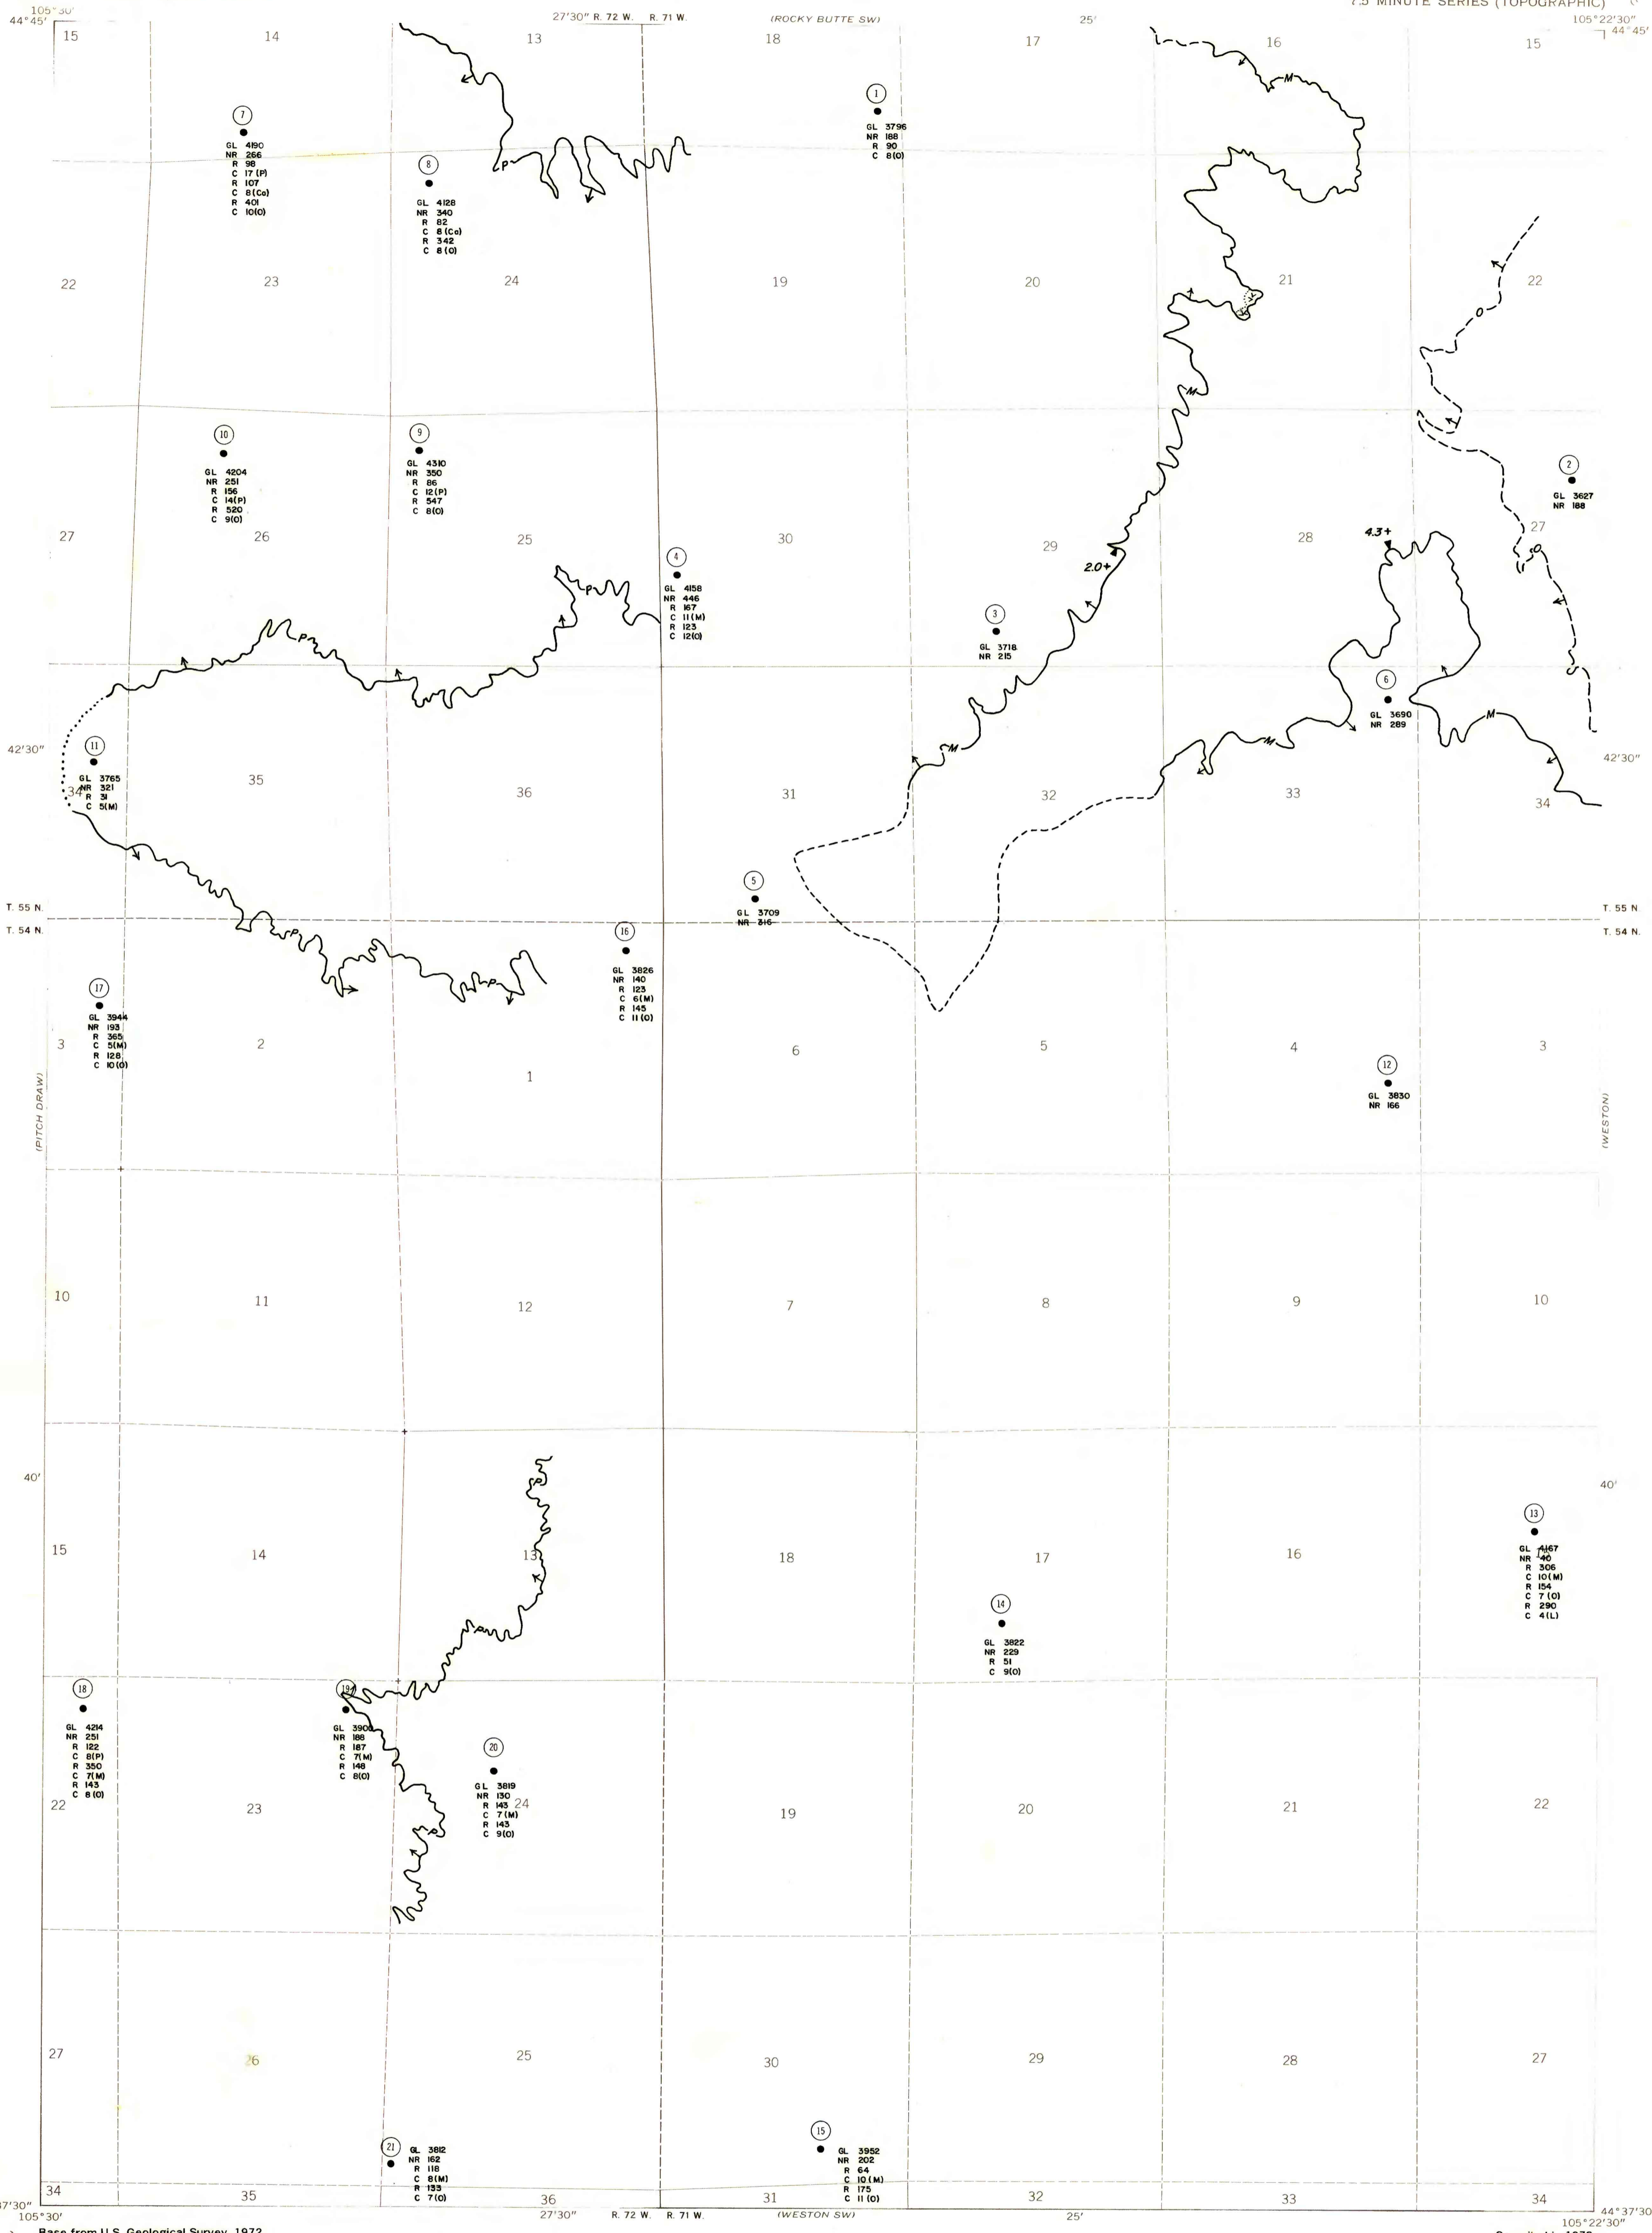 7.5 MINUTE SERIES (TOPOGRAPHIC)
105°30'
27'30" R. 72 W. R. 71 W.
(ROCKY BUTTE SW)
25'
105°22'30"
44°45'
44°45'
15
14
13
18
17
16
15
M
7
GL 4190
NR 266
R 98
C 17 (P)
R 107
C 8(Ca)
R 401
C 10(O)
8
GL 4128
NR 340
R 82
C 8(Ca)
R 342
C 8(O)
P
1
GL 3796
NR 188
R 90
C 8(O)
22
23
24
19
20
21
22
O
M
10
GL 4204
NR 251
R 156
C 14(P)
R 520
C 9(O)
9
GL 4310
NR 350
R 86
C 12(P)
R 547
C 8(O)
2
GL 3627
NR 188
27
26
25
30
29
28
27
4.3+
2.0+
O
4
GL 4158
NR 446
R 167
C 11(M)
R 123
C 12(O)
P
P
3
GL 3718
NR 215
6
GL 3690
NR 289
M
M
M
42'30"
42'30"
11
GL 3765
NR 321
R 31
C 5(M)
34
35
36
31
32
33
34
5
GL 3709
NR 316
T. 55 N.
T. 54 N.
T. 55 N.
T. 54 N.
P
P
16
GL 3826
NR 140
R 123
C 6(M)
R 145
C 11(O)
17
GL 3944
NR 193
R 365
C 5(M)
R 128
C 10(O)
3
2
1
6
5
4
3
12
GL 3830
NR 166
(PITCH DRAW)
(WESTON)
10
11
12
7
8
9
10
40'
40'
P
13
GL 4167
NR 40
R 306
C 10(M)
R 154
C 7 (O)
R 290
C 4(L)
15
14
13
18
17
16
15
14
GL 3822
NR 229
R 51
C 9(O)
P
18
GL 4214
NR 251
R 122
C 8(P)
R 350
C 7(M)
R 143
C 8(O)
19
NR 188
R 187
C 7(M)
R 148
C 8(O)
20
GL 3819
NR 130
R 143
C 7(M)
R 143
C 9(O)
22
23
24
19
20
21
22
P
27
26
25
30
29
28
27
21
GL 3812
NR 162
R 118
C 8(M)
R 133
C 7(O)
15
GL 3952
NR 202
R 64
C 10(M)
R 175
C 11(O)
34
35
36
31
32
33
34
7'30"
44°37'30"
105°30'
27'30"
R. 72 W. R. 71 W.
(WESTON SW)
25'
105°22'30"
Base from U.S. Geological Survey, 1972